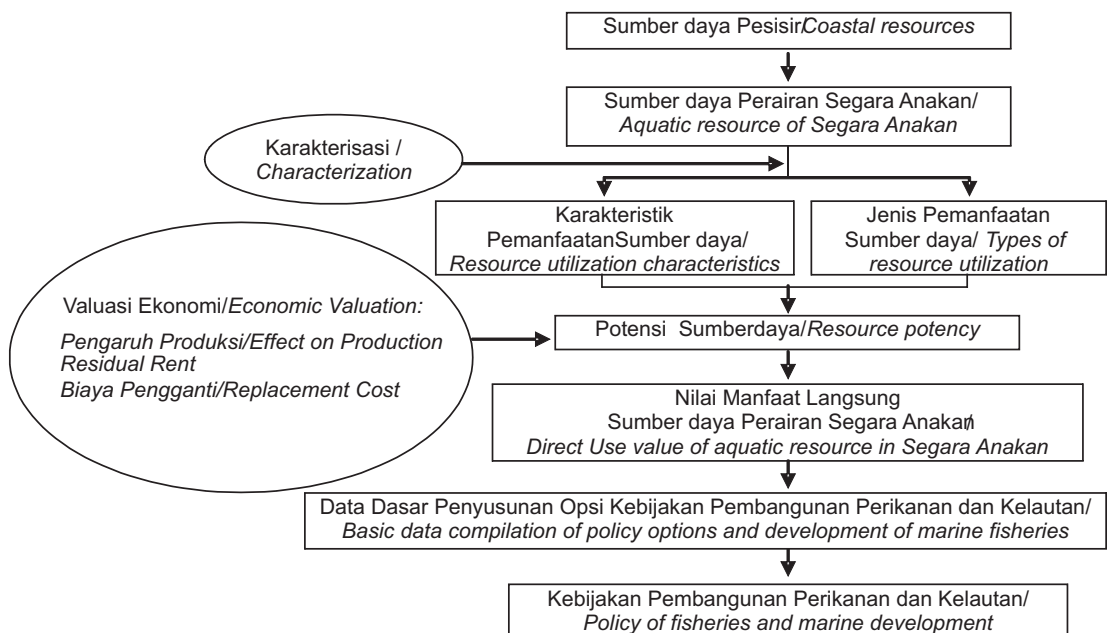 Sumber daya Pesisir/Coastal resources
Sumber daya Perairan Segara Anakan/
Aquatic resource of Segara Anakan
Karakterisasi /
Characterization
Karakteristik
PemanfaatanSumber daya/
Resource utilization characteristics
Jenis Pemanfaatan
Sumber daya/ Types of
resource utilization
Valuasi Ekonomi/Economic Valuation:
Pengaruh Produksi/Effect on Production
Residual Rent
Biaya Pengganti/Replacement Cost
Potensi Sumberdaya/Resource potency
Nilai Manfaat Langsung
Sumber daya Perairan Segara Anakan/
Direct Use value of aquatic resource in Segara Anakan
Data Dasar Penyusunan Opsi Kebijakan Pembangunan Perikanan dan Kelautan/
Basic data compilation of policy options and development of marine fisheries
Kebijakan Pembangunan Perikanan dan Kelautan/
Policy of fisheries and marine development